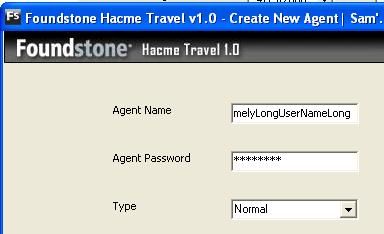 FS Foundstone Hacme Travel v1.0 - Create New Agent | Sam'.
Foundstone Hacme Travel 1.0
Agent Name melyLongUserNameLong
Agent Password ********
Type Normal